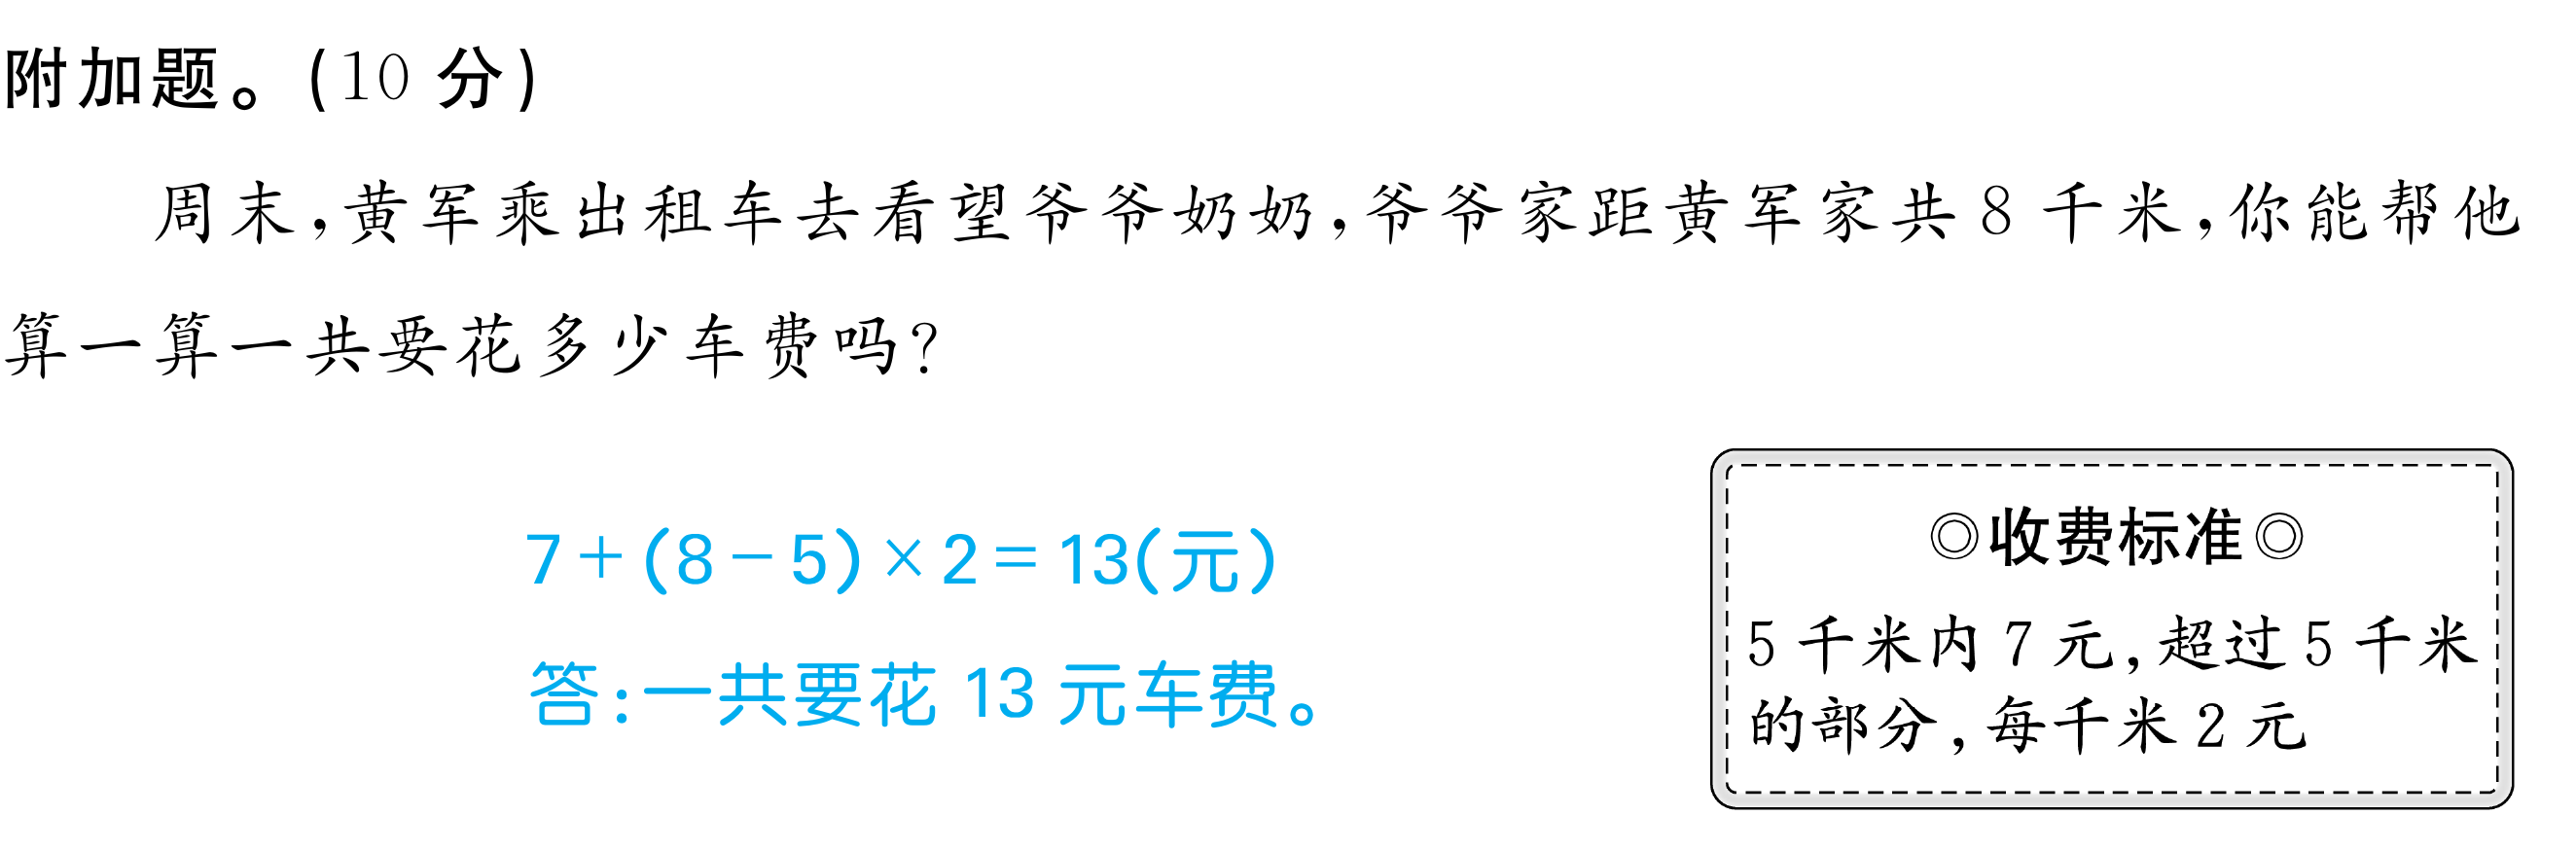 附加题。(10 分)
周末,黄军乘出租车去看望爷爷奶奶,爷爷家距黄军家共 8 千米,你能帮他
算一算一共要花多少车费吗?
7+(8-5)×2=13(元)
答:一共要花 13 元车费。
◎收费标准◎
5 千米内 7 元,超过 5 千米
的部分,每千米 2 元